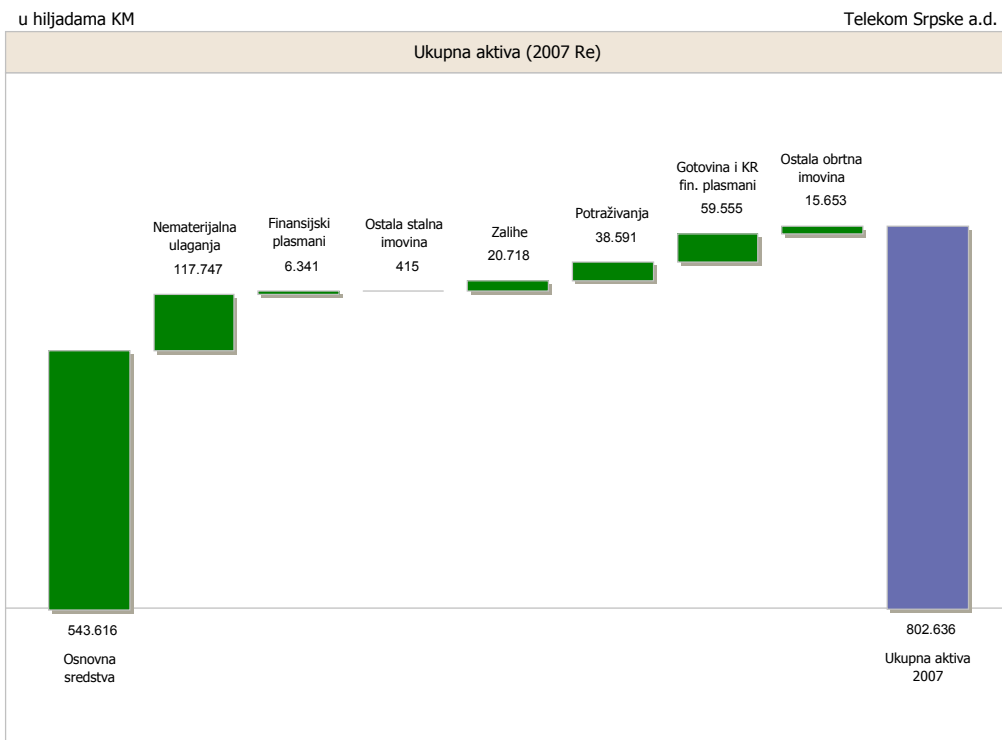 u hiljadama KM
Telekom Srpske a.d.
Ukupna aktiva (2007 Re)
Nematerijalna
ulaganja
117.747
Finansijski
plasmani
6.341
Ostala stalna
imovina
415
Zalihe
20.718
Potraživanja
38.591
Gotovina i KR
fin. plasmani
59.555
Ostala obrtna
imovina
15.653
543.616
Osnovna
sredstva
802.636
Ukupna aktiva
2007